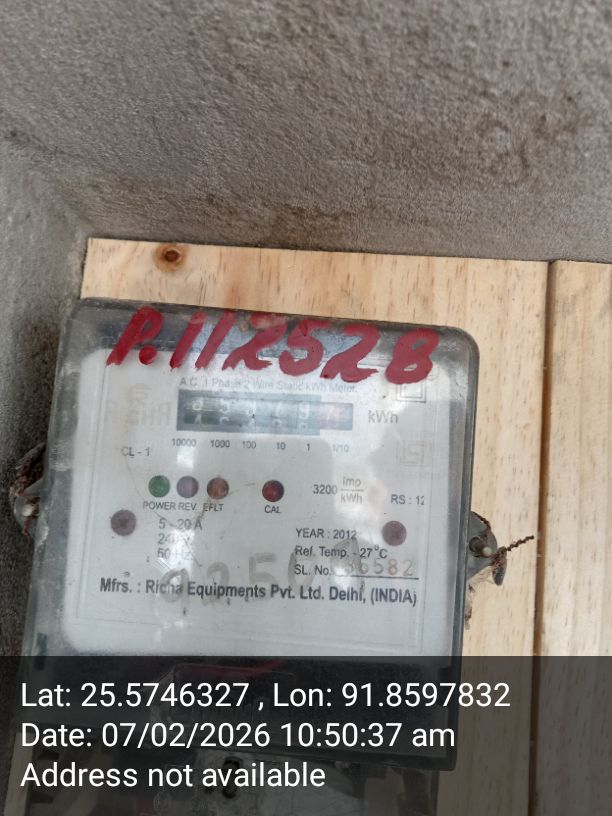 P.112528
A C 1 Phase 2 Wire Static kWh Meter
kWh
10000 1000 100 10 1 1/10
CL - 1
3200 imp/kWh
POWER REV. EFLT CAL
RS : 12
5 - 20 A
YEAR : 2012
Ref. Temp. - 27°C
SL. No. 36582
Mfrs. : Richa Equipments Pvt. Ltd. Delhi, (INDIA)
Lat: 25.5746327 , Lon: 91.8597832
Date: 07/02/2026 10:50:37 am
Address not available